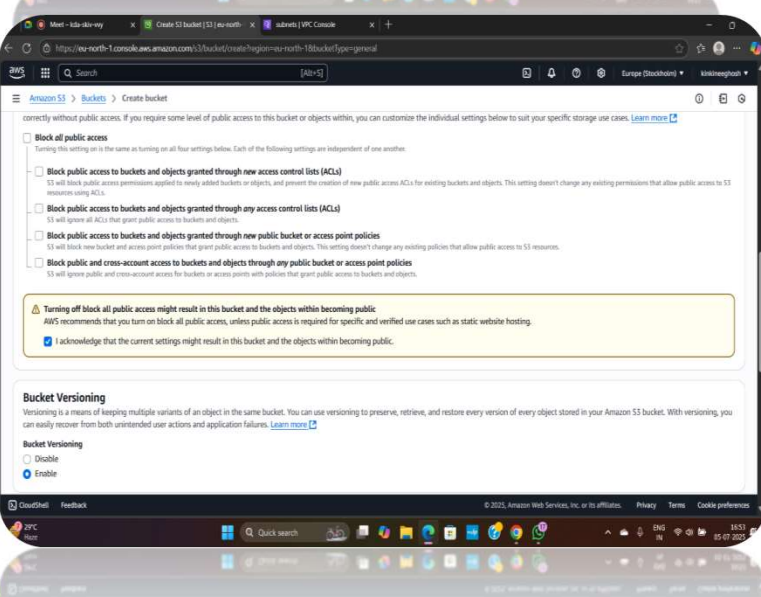 Meet – kda-skiv-vvy
Create S3 bucket | S3 | eu-north-
subnets | VPC Console
https://eu-north-1.console.aws.amazon.com/s3/bucket/create?region=eu-north-1&bucketType=general
aws
Search
[Alt+S]
Europe (Stockholm)
kinkineeghosh
Amazon S3 > Buckets > Create bucket
correctly without public access. If you require some level of public access to this bucket or objects within, you can customize the individual settings below to suit your specific storage use cases. Learn more
Block all public access
Turning this setting on is the same as turning on all four settings below. Each of the following settings are independent of one another.
Block public access to buckets and objects granted through new access control lists (ACLs)
S3 will block public access permissions applied to newly added buckets or objects, and prevent the creation of new public access ACLs for existing buckets and objects. This setting doesn't change any existing permissions that allow public access to S3
resources using ACLs.
Block public access to buckets and objects granted through any access control lists (ACLs)
S3 will ignore all ACLs that grant public access to buckets and objects.
Block public access to buckets and objects granted through new public bucket or access point policies
S3 will block new bucket and access point policies that grant public access to buckets and objects. This setting doesn't change any existing policies that allow public access to S3 resources.
Block public and cross-account access to buckets and objects through any public bucket or access point policies
S3 will ignore public and cross-account access for buckets or access points with policies that grant public access to buckets and objects.
Turning off block all public access might result in this bucket and the objects within becoming public
AWS recommends that you turn on block all public access, unless public access is required for specific and verified use cases such as static website hosting.
I acknowledge that the current settings might result in this bucket and the objects within becoming public.
Bucket Versioning
Versioning is a means of keeping multiple variants of an object in the same bucket. You can use versioning to preserve, retrieve, and restore every version of every object stored in your Amazon S3 bucket. With versioning, you
can easily recover from both unintended user actions and application failures. Learn more
Bucket Versioning
Disable
Enable
CloudShell
Feedback
© 2025, Amazon Web Services, Inc. or its affiliates.
Privacy
Terms
Cookie preferences
29°C
Haze
Quick search
ENG
IN
16:53
05-07-2025